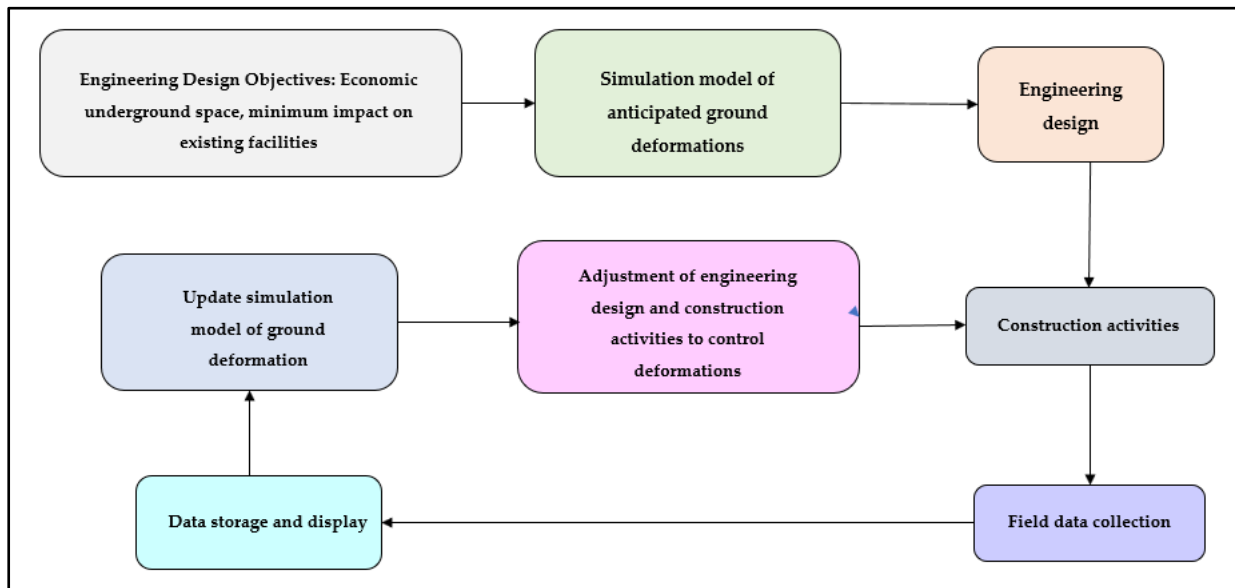 Engineering Design Objectives: Economic
underground space, minimum impact on
existing facilities
Simulation model of
anticipated ground
deformations
Engineering
design
Update simulation
model of ground
deformation
Adjustment of engineering
design and construction
activities to control
deformations
Construction activities
Data storage and display
Field data collection